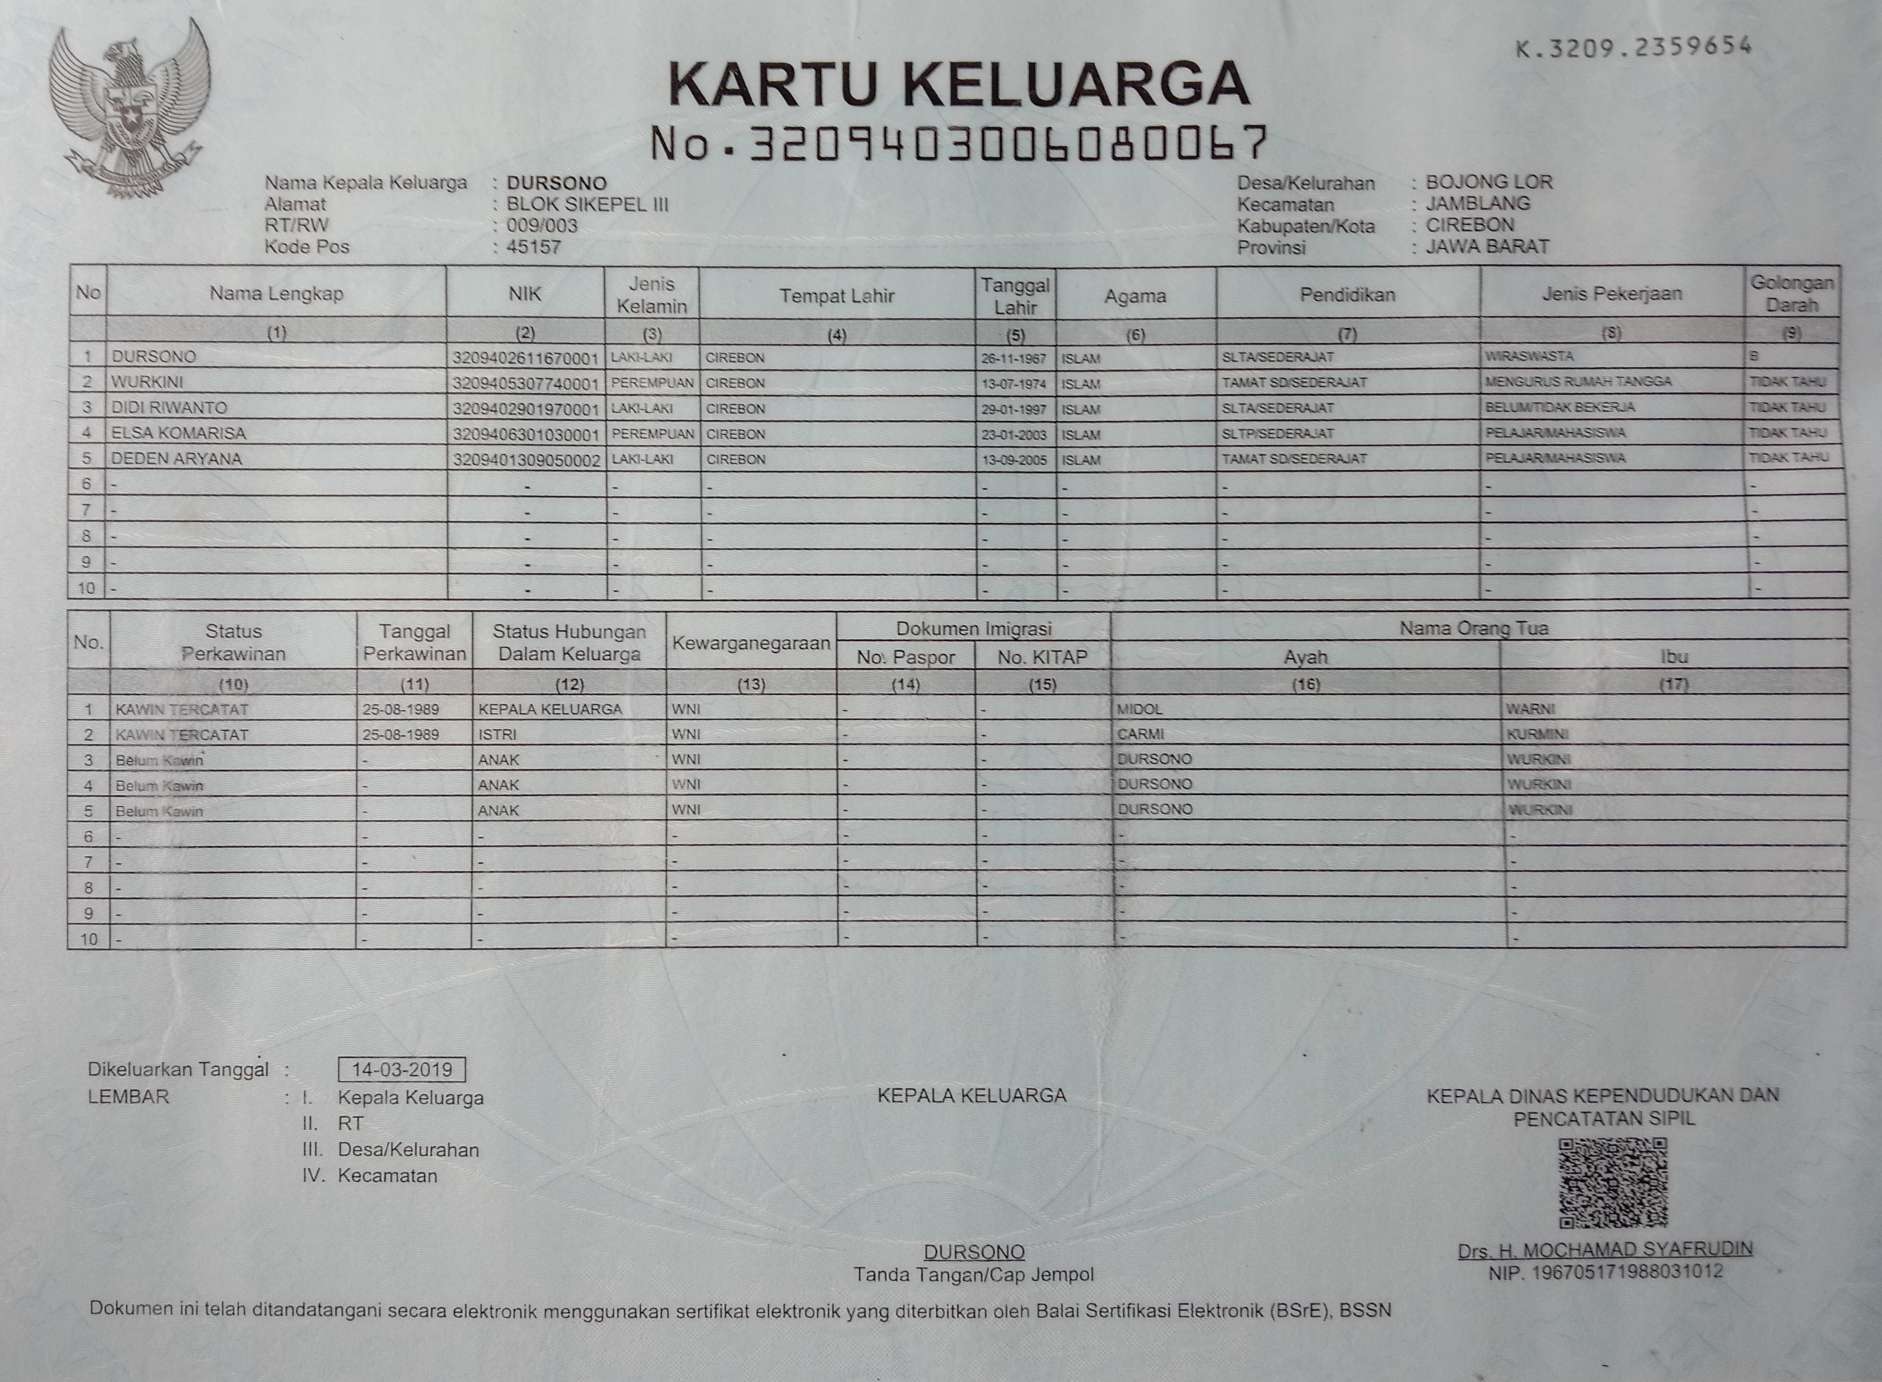 K.3209.2359654
KARTU KELUARGA
No.3209403006080067
Nama Kepala Keluarga : DURSONO
Alamat : BLOK SIKEPEL III
RT/RW : 009/003
Kode Pos : 45157
Desa/Kelurahan : BOJONG LOR
Kecamatan : JAMBLANG
Kabupaten/Kota : CIREBON
Provinsi : JAWA BARAT
No Nama Lengkap NIK Jenis Kelamin Tempat Lahir Tanggal Lahir Agama Pendidikan Jenis Pekerjaan Golongan Darah
(1) (2) (3) (4) (5) (6) (7) (8) (9)
1 DURSONO 3209402611670001 LAKI-LAKI CIREBON 26-11-1967 ISLAM SLTA/SEDERAJAT WIRASWASTA B
2 WURKINI 3209405307740001 PEREMPUAN CIREBON 13-07-1974 ISLAM TAMAT SD/SEDERAJAT MENGURUS RUMAH TANGGA TIDAK TAHU
3 DIDI RIWANTO 3209402901970001 LAKI-LAKI CIREBON 29-01-1997 ISLAM SLTA/SEDERAJAT BELUM/TIDAK BEKERJA TIDAK TAHU
4 ELSA KOMARISA 3209406301030001 PEREMPUAN CIREBON 23-01-2003 ISLAM SLTP/SEDERAJAT PELAJAR/MAHASISWA TIDAK TAHU
5 DEDEN ARYANA 3209401309050002 LAKI-LAKI CIREBON 13-09-2005 ISLAM TAMAT SD/SEDERAJAT PELAJAR/MAHASISWA TIDAK TAHU
6 - - - - - - - - -
7 - - - - - - - - -
8 - - - - - - - - -
9 - - - - - - - - -
10 - - - - - - - - -
No. Status Perkawinan Tanggal Perkawinan Status Hubungan Dalam Keluarga Kewarganegaraan Dokumen Imigrasi Nama Orang Tua
No. Paspor No. KITAP Ayah Ibu
(10) (11) (12) (13) (14) (15) (16) (17)
1 KAWIN TERCATAT 25-08-1989 KEPALA KELUARGA WNI - - MIDOL WARNI
2 KAWIN TERCATAT 25-08-1989 ISTRI WNI - - CARMI KURMINI
3 Belum Kawin - ANAK WNI - - DURSONO WURKINI
4 Belum Kawin - ANAK WNI - - DURSONO WURKINI
5 Belum Kawin - ANAK WNI - - DURSONO WURKINI
6 - - - - - - - -
7 - - - - - - - -
8 - - - - - - - -
9 - - - - - - - -
10 - - - - - - - -
Dikeluarkan Tanggal : 14-03-2019
LEMBAR : I. Kepala Keluarga
II. RT
III. Desa/Kelurahan
IV. Kecamatan
KEPALA KELUARGA
DURSONO
Tanda Tangan/Cap Jempol
KEPALA DINAS KEPENDUDUKAN DAN
PENCATATAN SIPIL
Drs. H. MOCHAMAD SYAFRUDIN
NIP. 196705171988031012
Dokumen ini telah ditandatangani secara elektronik menggunakan sertifikat elektronik yang diterbitkan oleh Balai Sertifikasi Elektronik (BSrE), BSSN